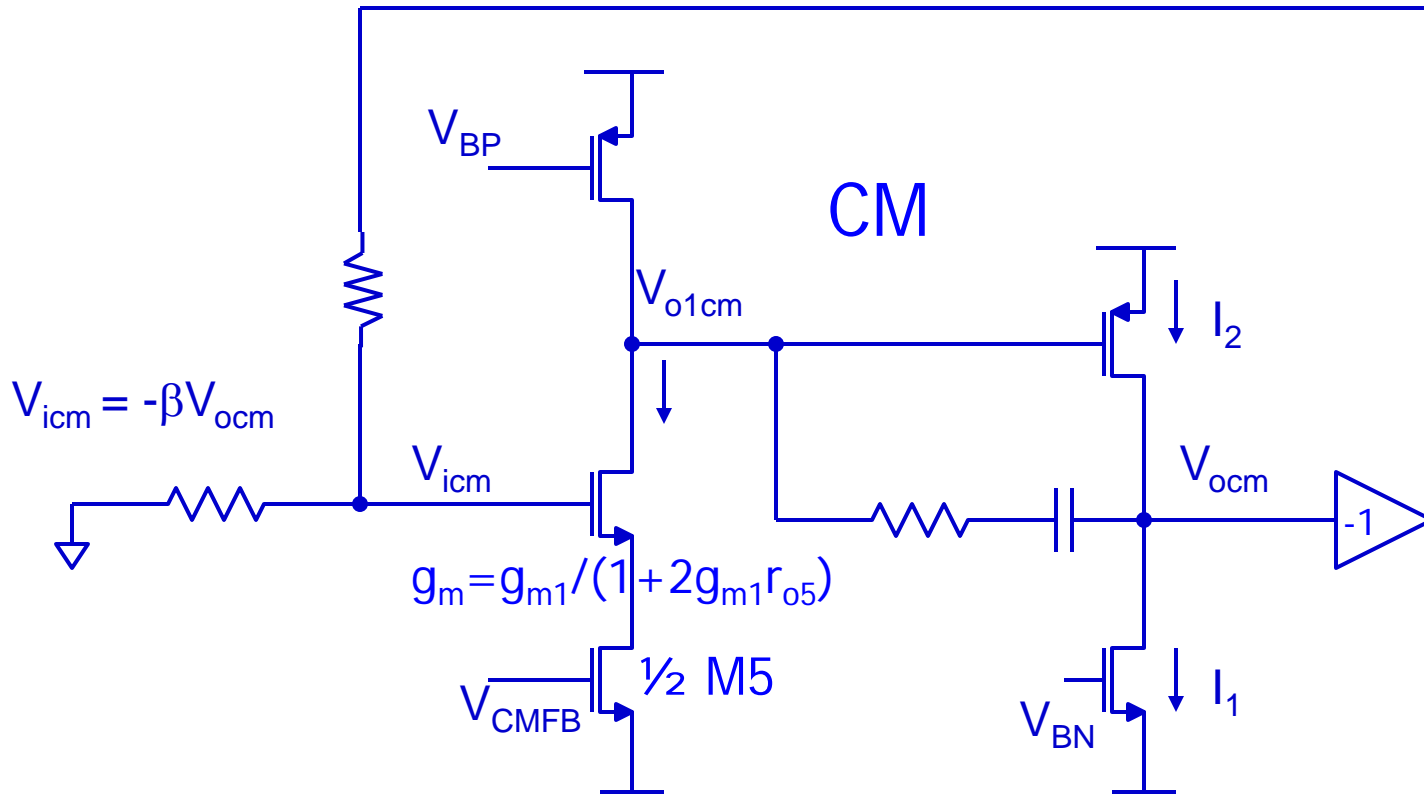 V_BP
CM
V_o1cm
I_2
V_icm = -βV_ocm
V_icm
V_ocm
-1
g_m=g_m1/(1+2g_m1r_o5)
½ M5
V_CMFB
I_1
V_BN